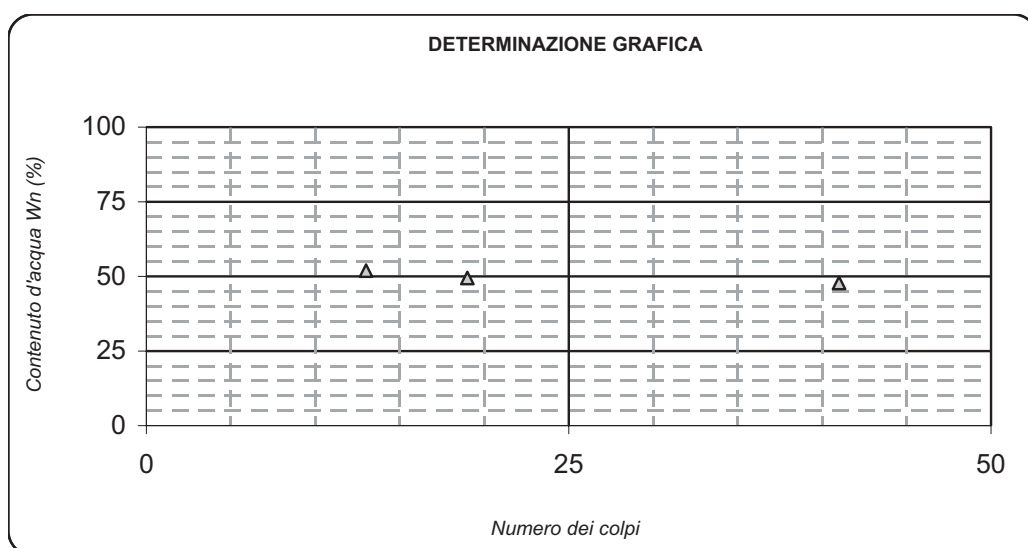 DETERMINAZIONE GRAFICA
Contenuto d'acqua Wn (%)
100
75
50
25
0
0 25 50
Numero dei colpi